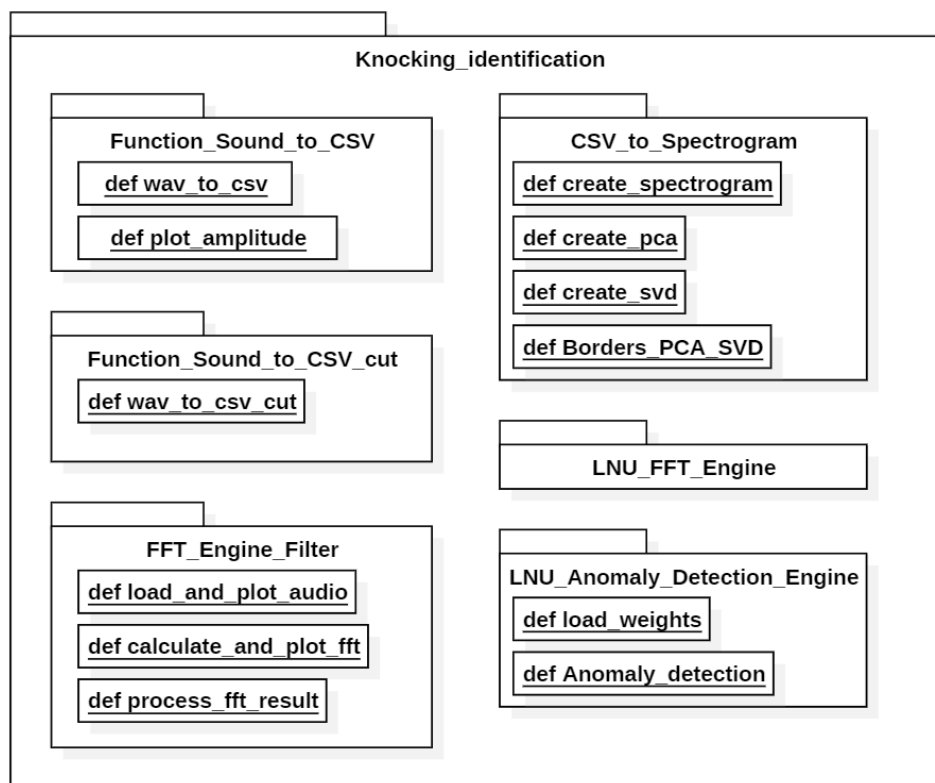 Knocking_identification
Function_Sound_to_CSV
def wav_to_csv
def plot_amplitude
Function_Sound_to_CSV_cut
def wav_to_csv_cut
FFT_Engine_Filter
def load_and_plot_audio
def calculate_and_plot_fft
def process_fft_result
CSV_to_Spectrogram
def create_spectrogram
def create_pca
def create_svd
def Borders_PCA_SVD
LNU_FFT_Engine
LNU_Anomaly_Detection_Engine
def load_weights
def Anomaly_detection